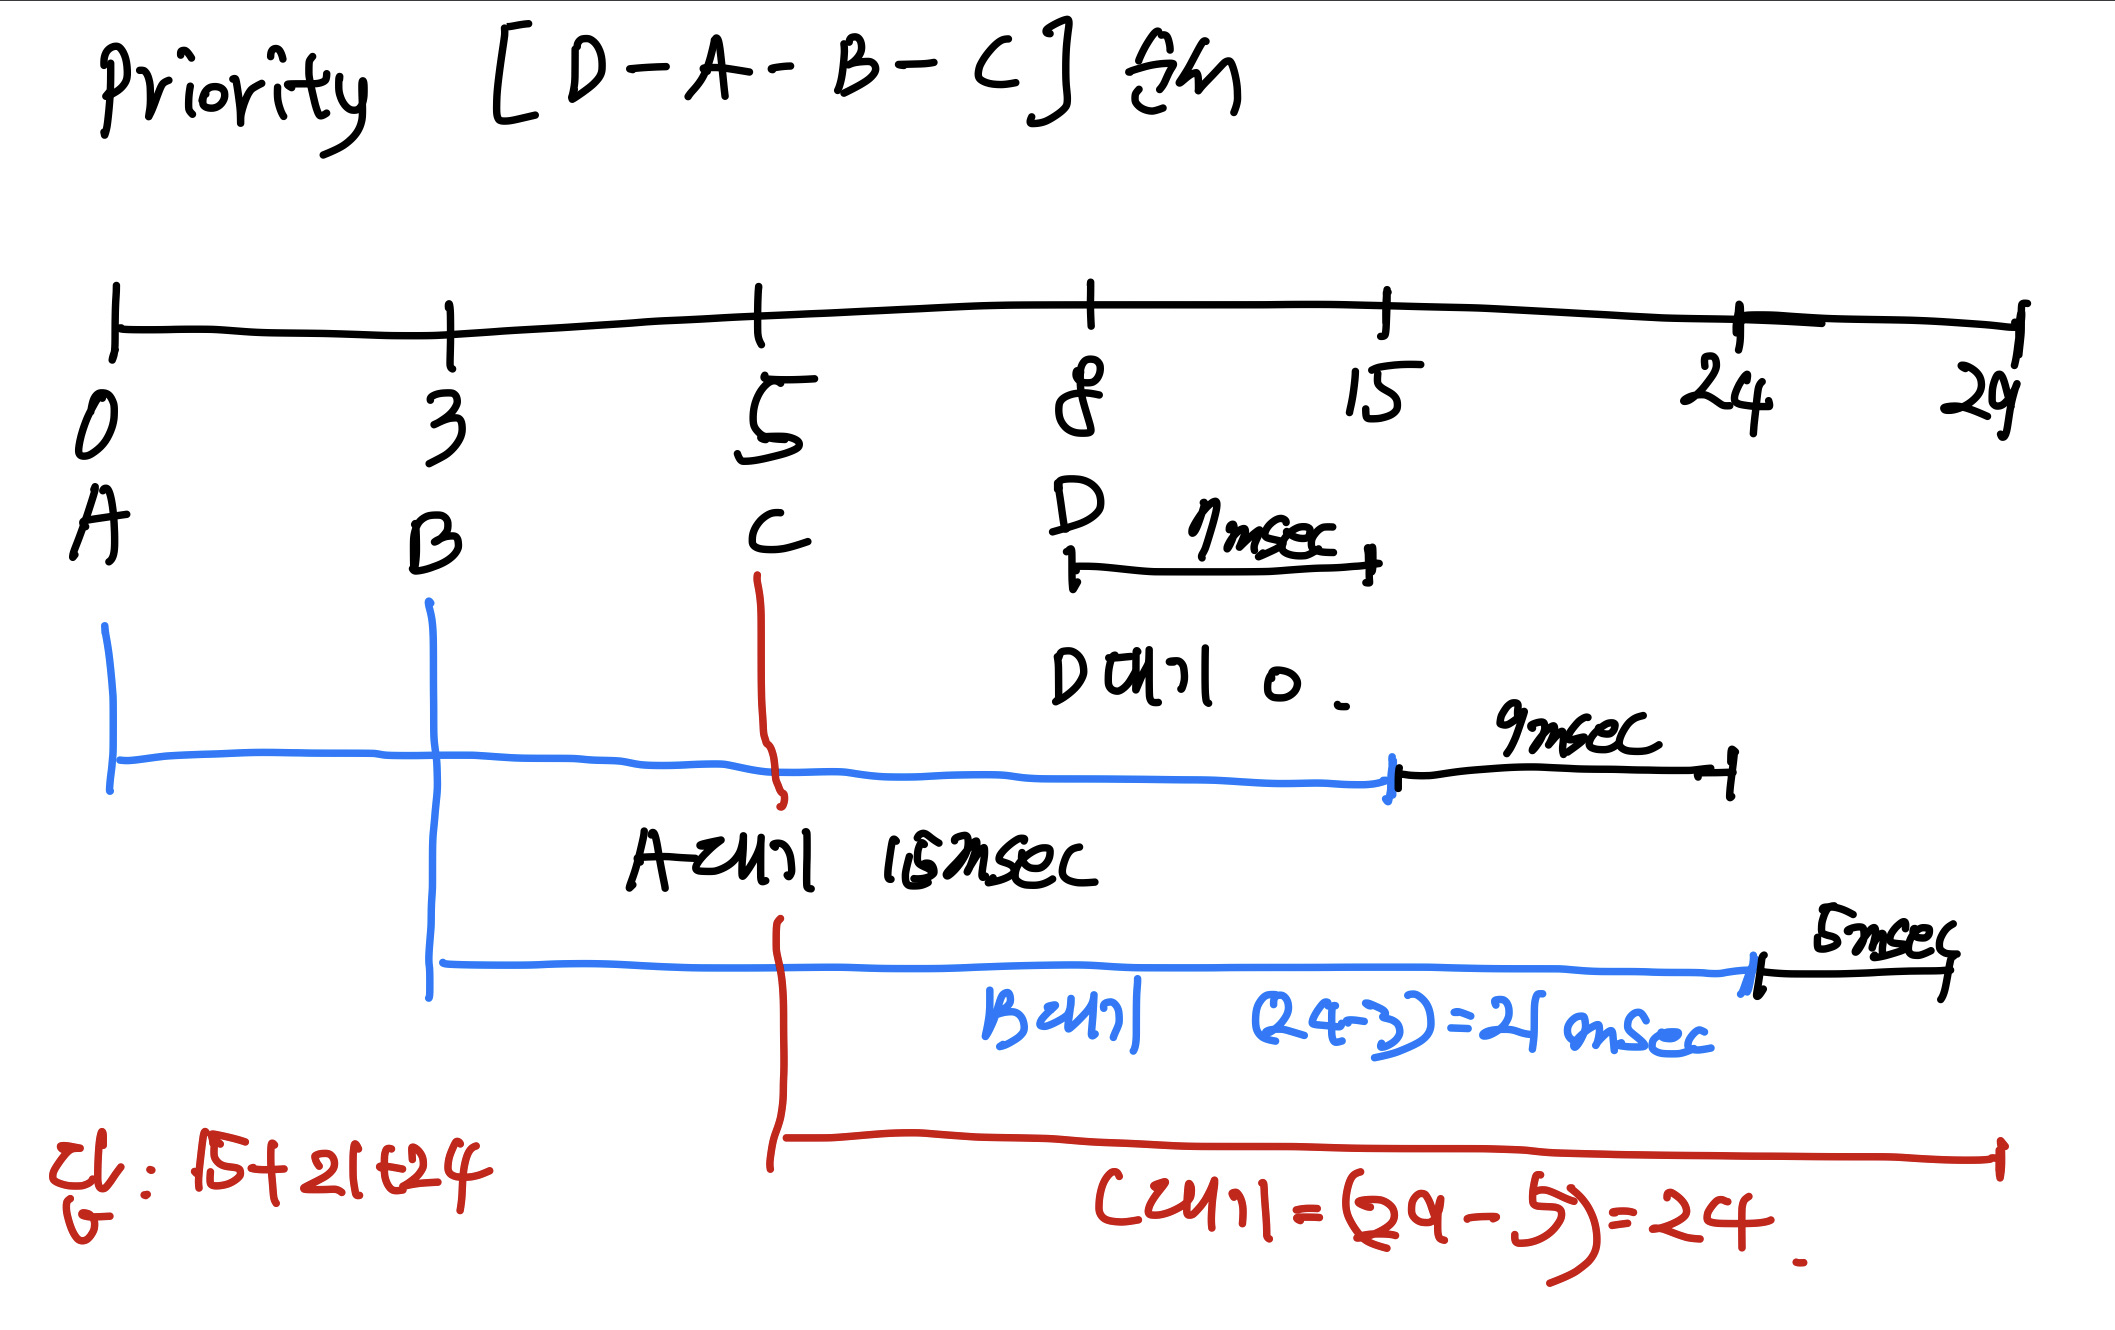 Priority [D-A-B-C] 순서
0 3 5 8 15 24 29
A B C D
7msec
D대기 0.
9msec
A대기 15msec
5msec
B대기 (24-3)=21msec
답: 15+21+24
C대기=(29-5)=24.